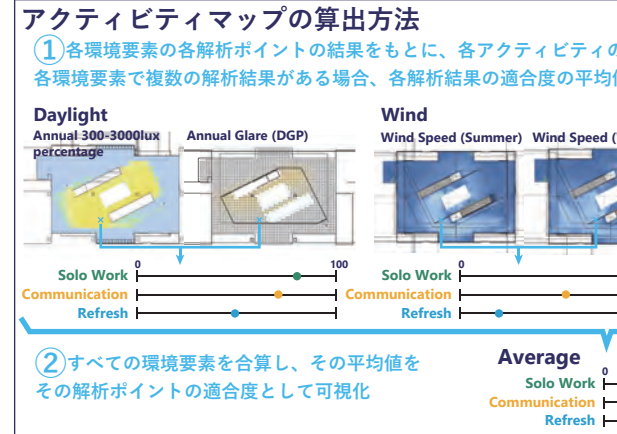 アクティビティマップの算出方法
①各環境要素の各解析ポイントの結果をもとに、各アクティビティの
各環境要素で複数の解析結果がある場合、各解析結果の適合度の平均値
Daylight
Annual 300-3000lux
percentage
Annual Glare (DGP)
Wind
Wind Speed (Summer)
Wind Speed (
0
100
Solo Work
Communication
Refresh
0
Solo Work
Communication
Refresh
②すべての環境要素を合算し、その平均値を
その解析ポイントの適合度として可視化
Average
0
Solo Work
Communication
Refresh